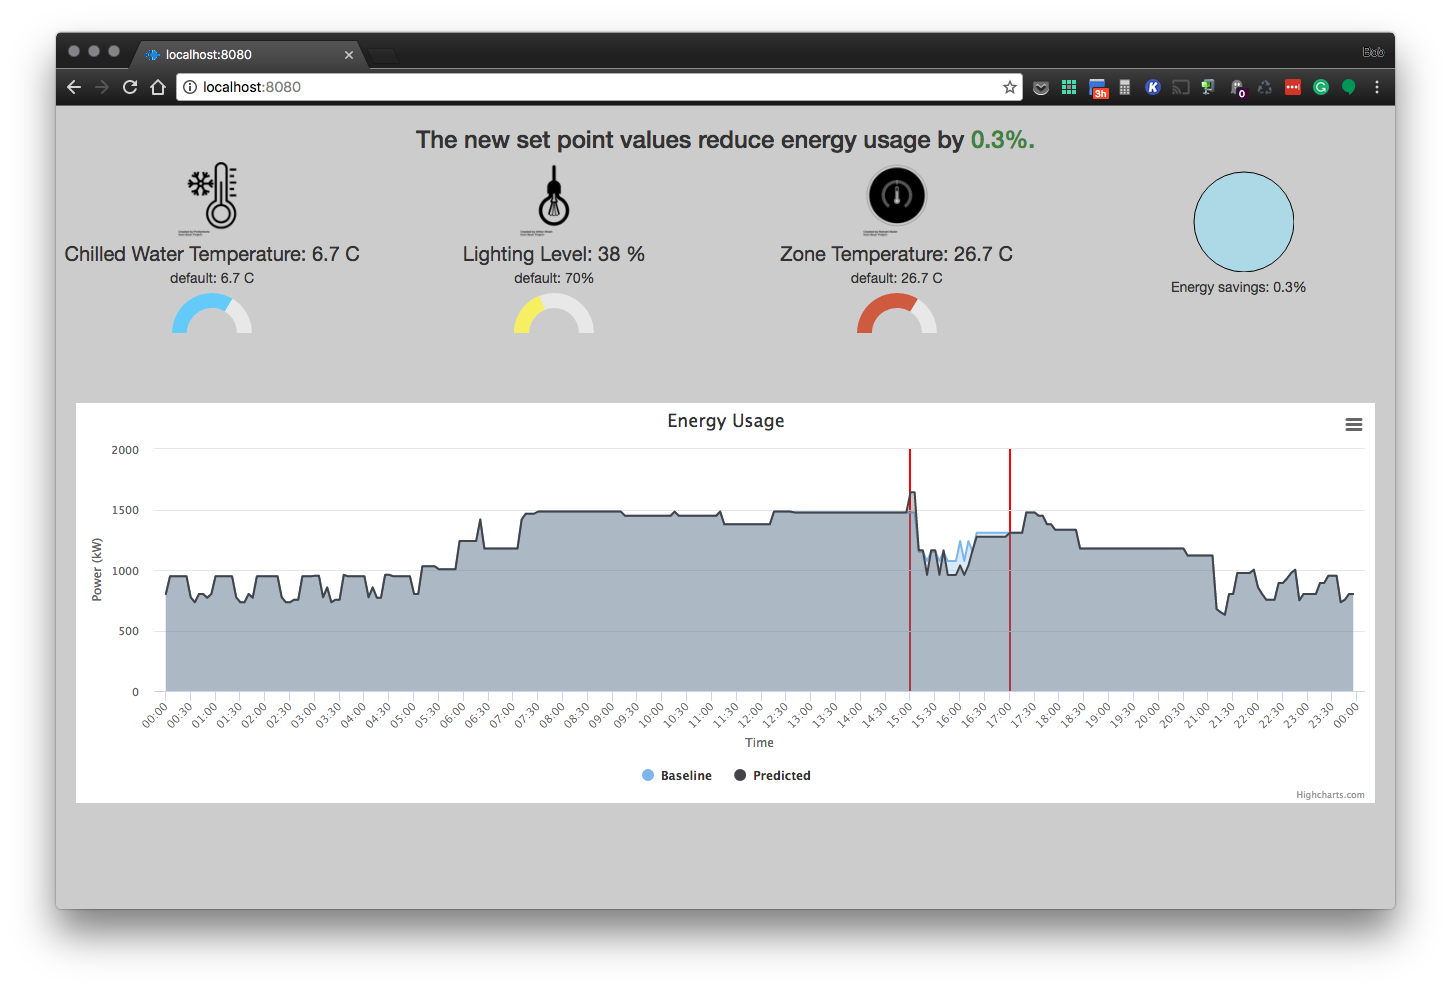 localhost:8080
Bob
localhost:8080
3h
K
0
G
The new set point values reduce energy usage by 0.3%.
Chilled Water Temperature: 6.7 C
default: 6.7 C
Lighting Level: 38 %
default: 70%
Zone Temperature: 26.7 C
default: 26.7 C
Energy savings: 0.3%
Energy Usage
Power (kW)
2000
1500
1000
500
0
00:00 00:30 01:00 01:30 02:00 02:30 03:00 03:30 04:00 04:30 05:00 05:30 06:00 06:30 07:00 07:30 08:00 08:30 09:00 09:30 10:00 10:30 11:00 11:30 12:00 12:30 13:00 13:30 14:00 14:30 15:00 15:30 16:00 16:30 17:00 17:30 18:00 18:30 19:00 19:30 20:00 20:30 21:00 21:30 22:00 22:30 23:00 23:30 00:00
Time
Baseline Predicted
Highcharts.com